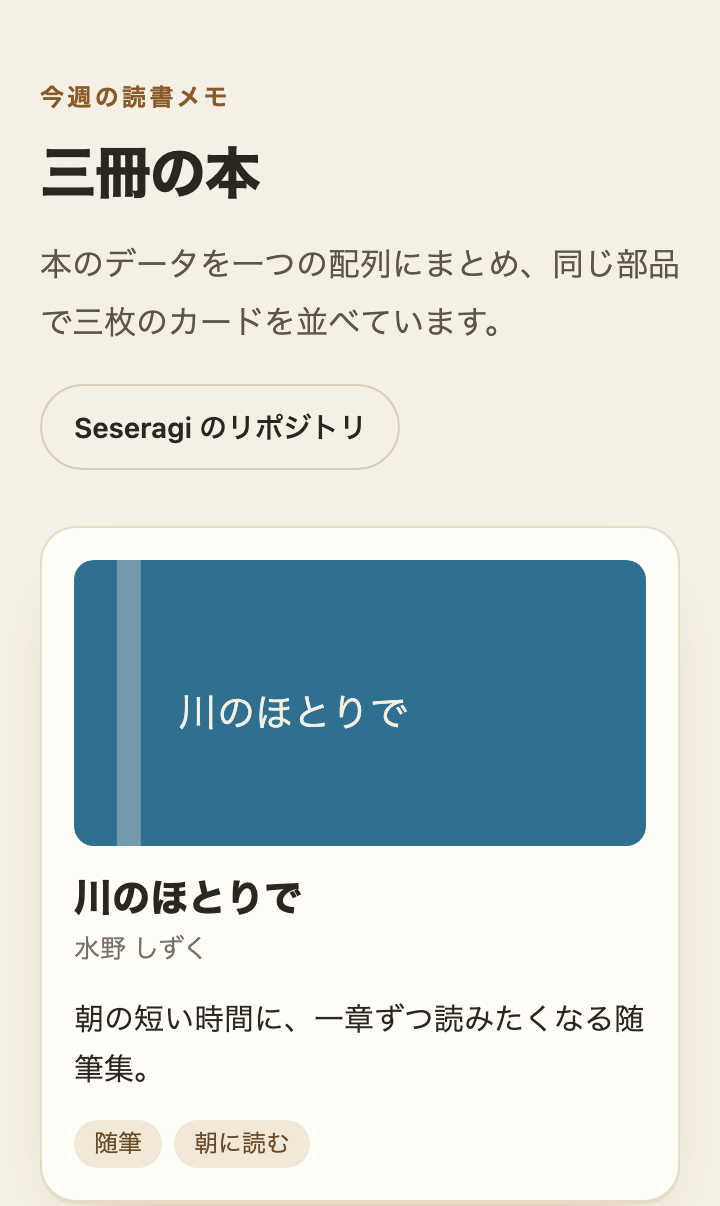 今週の読書メモ
三冊の本
本のデータを一つの配列にまとめ、同じ部品
で三枚のカードを並べています。
Seseragi のリポジトリ
川のほとりで
川のほとりで
水野 しずく
朝の短い時間に、一章ずつ読みたくなる随
筆集。
随筆
朝に読む